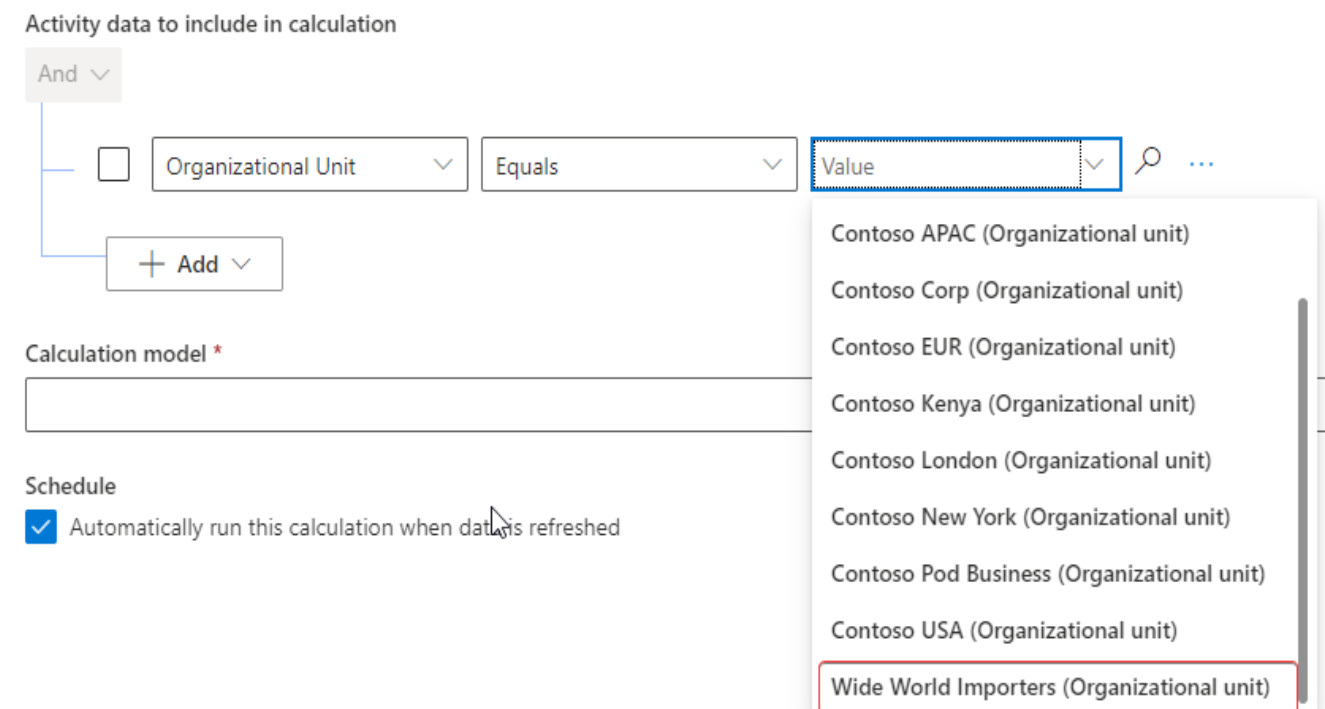 Activity data to include in calculation
And
Organizational Unit Equals Value
Contoso APAC (Organizational unit)
Add
Contoso Corp (Organizational unit)
Calculation model *
Contoso EUR (Organizational unit)
Contoso Kenya (Organizational unit)
Contoso London (Organizational unit)
Schedule
Contoso New York (Organizational unit)
Automatically run this calculation when data is refreshed
Contoso Pod Business (Organizational unit)
Contoso USA (Organizational unit)
Wide World Importers (Organizational unit)